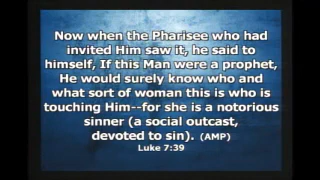 Now when the Pharisee who had
invited Him saw it, he said to
himself, If this Man were a prophet,
He would surely know who and
what sort of woman this is who is
touching Him--for she is a notorious
sinner (a social outcast,
devoted to sin). (AMP)
Luke 7:39